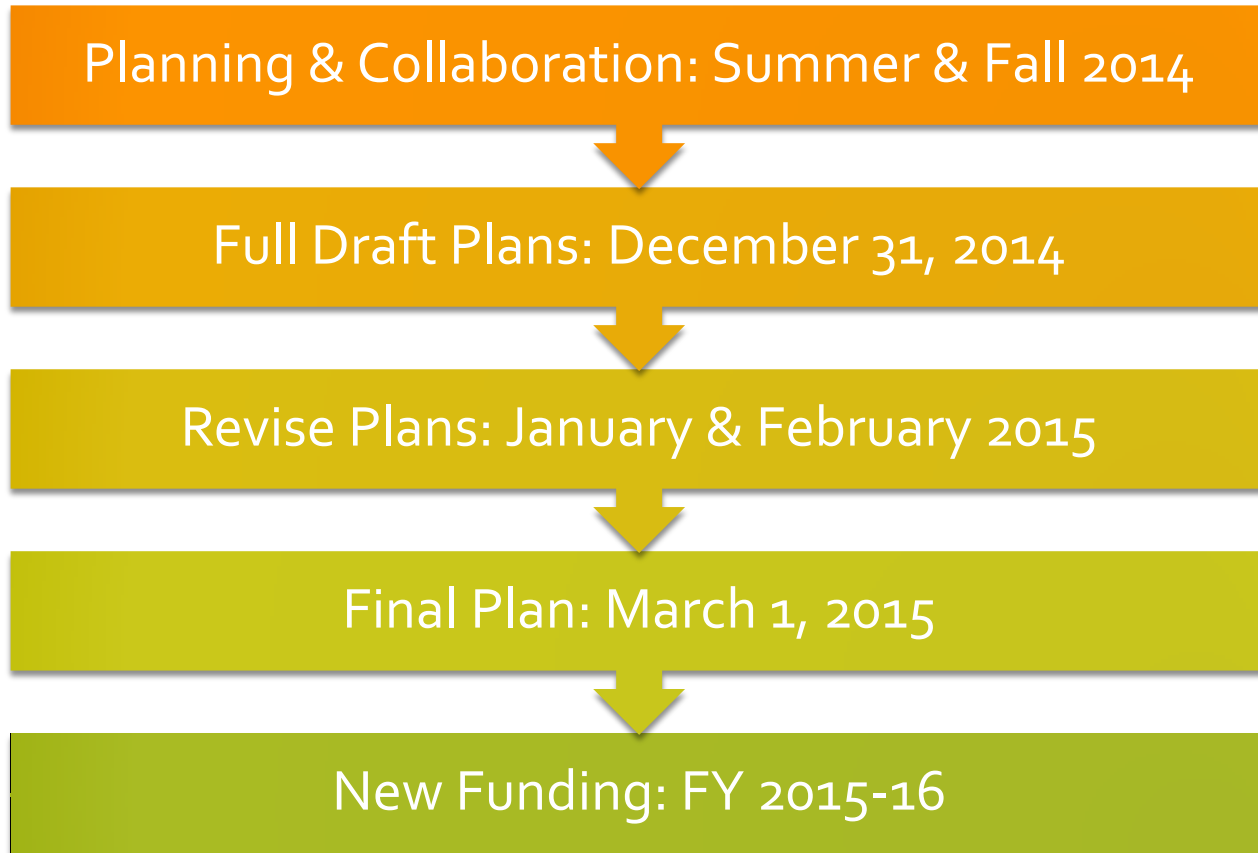 Planning & Collaboration: Summer & Fall 2014
Full Draft Plans: December 31, 2014
Revise Plans: January & February 2015
Final Plan: March 1, 2015
New Funding: FY 2015-16